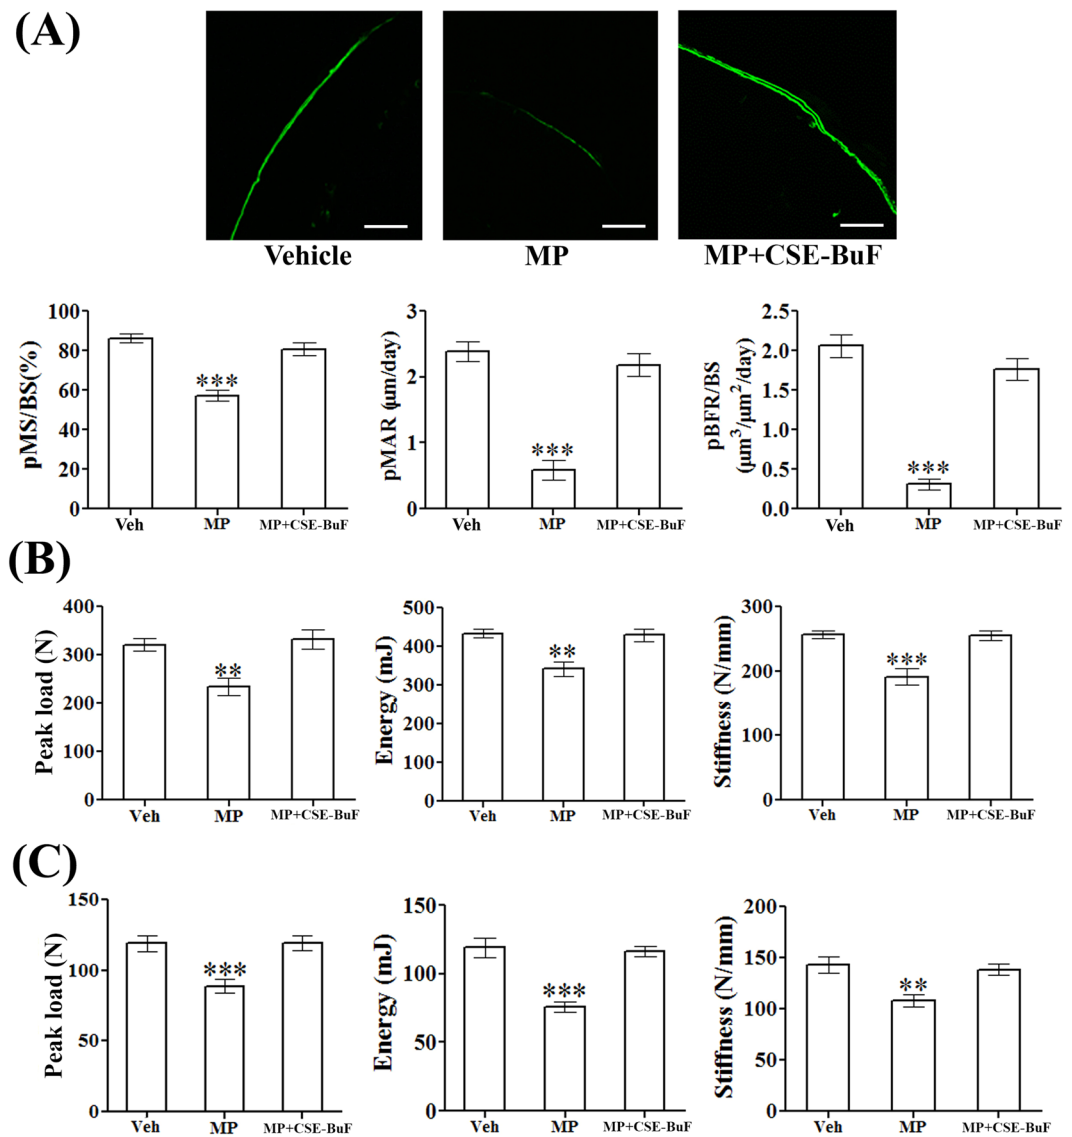 (A)
Vehicle
MP
MP+CSE-BuF
pMS/BS(%)
100
80
60
40
20
0
***
Veh
MP
MP+CSE-BuF
pMAR (μm/day)
3
2
1
0
***
Veh
MP
MP+CSE-BuF
pBFR/BS
(μm³/μm²/day)
2.5
2.0
1.5
1.0
0.5
0.0
***
Veh
MP
MP+CSE-BuF
(B)
Peak load (N)
400
300
200
100
0
**
Veh
MP
MP+CSE-BuF
Energy (mJ)
500
400
300
200
100
0
**
Veh
MP
MP+CSE-BuF
Stiffness (N/mm)
300
200
100
0
***
Veh
MP
MP+CSE-BuF
(C)
Peak load (N)
150
100
50
0
***
Veh
MP
MP+CSE-BuF
Energy (mJ)
150
100
50
0
***
Veh
MP
MP+CSE-BuF
Stiffness (N/mm)
200
150
100
50
0
**
Veh
MP
MP+CSE-BuF